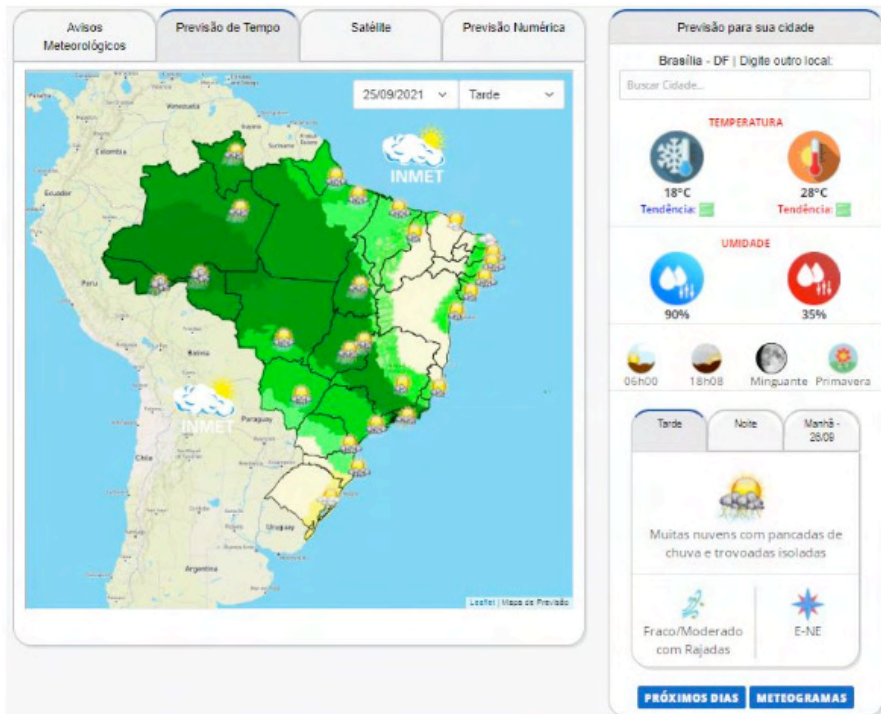 Avisos
Meteorológicos
Previsão de Tempo
Satélite
Previsão Numérica
25/09/2021
Tarde
INMET
Venezuela
Colombia
Ecuador
Peru
Bolivia
INMET
Paraguay
Chile
Uruguay
Argentina
Leaflet | Mapa de Previsão
Previsão para sua cidade
Brasília - DF | Digite outro local:
Buscar Cidade...
TEMPERATURA
18°C
28°C
Tendência:
Tendência:
UMIDADE
90%
35%
06h00
18h08
Minguante
Primavera
Tarde
Noite
Manhã -
26/09
Muitas nuvens com pancadas de
chuva e trovoadas isoladas
Fraco/Moderado
com Rajadas
E-NE
PRÓXIMOS DIAS
METEOGRAMAS